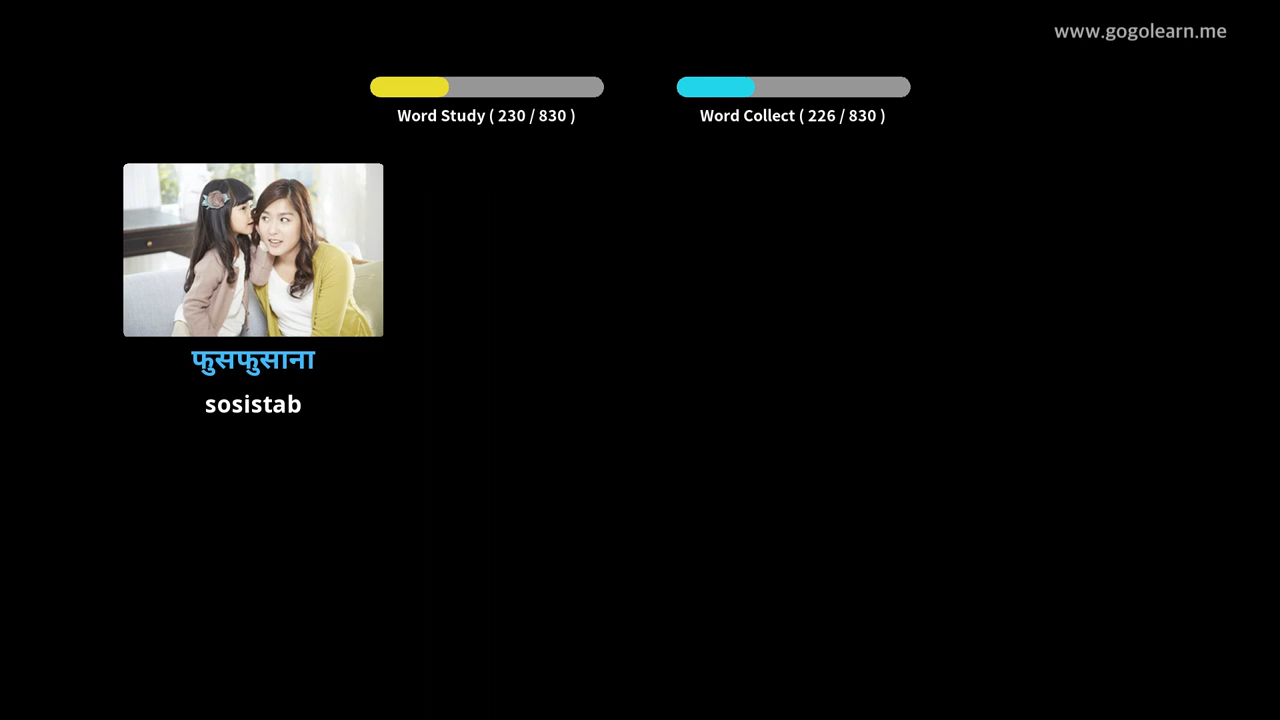 www.gogolearn.me
Word Study ( 230 / 830 )
Word Collect ( 226 / 830 )
फुसफुसाना
sosistab